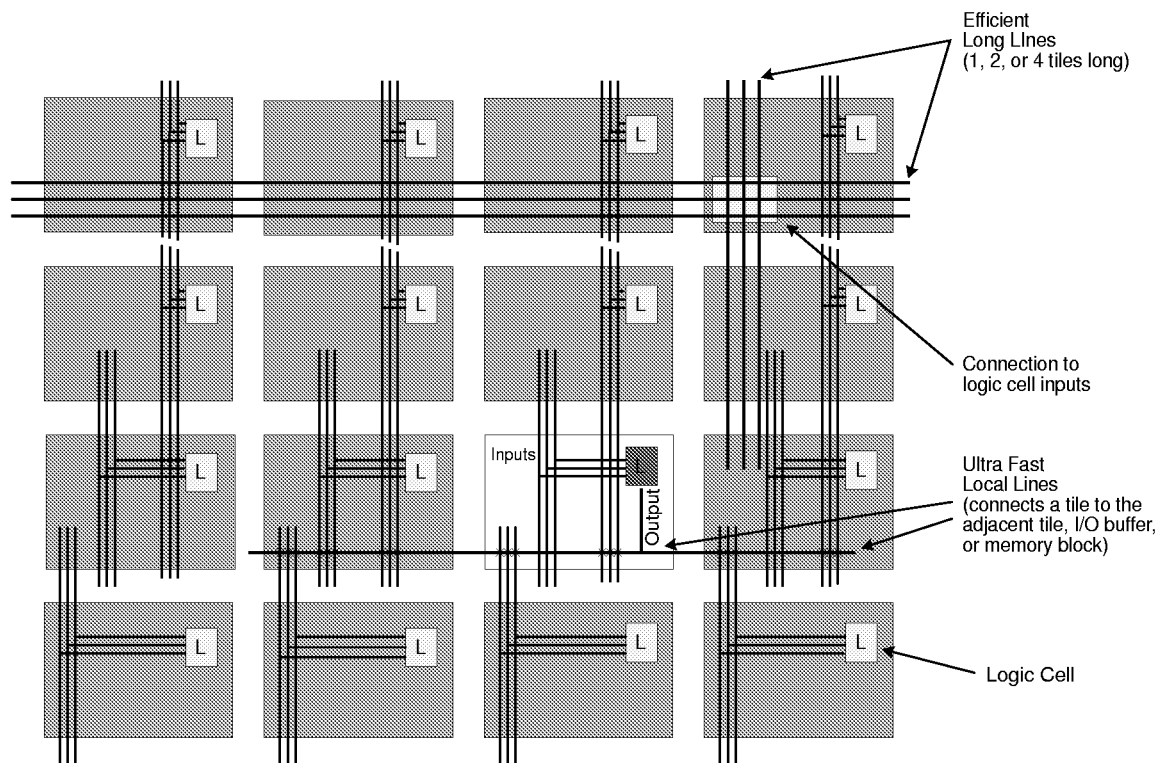 Efficient
Long LInes
(1, 2, or 4 tiles long)
L
L
L
L
L
L
L
L
Connection to
logic cell inputs
Inputs
L
L
L
L
Output
Ultra Fast
Local Lines
(connects a tile to the
adjacent tile, I/O buffer,
or memory block)
L
L
L
L
Logic Cell